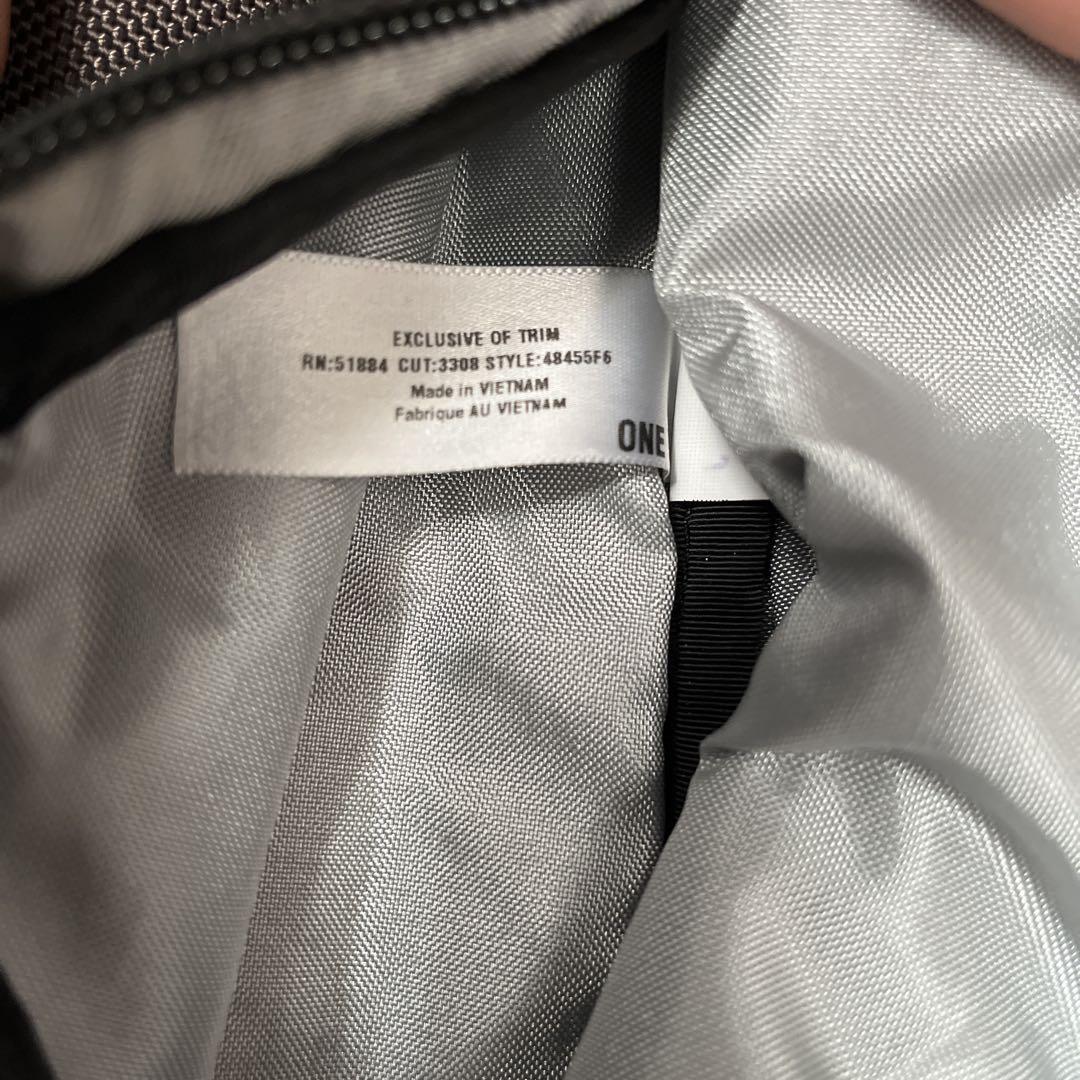 EXCLUSIVE OF TRIM
RN:51884 CUT:3308 STYLE:48455F6
Made in VIETNAM
Fabrique AU VIETNAM
ONE